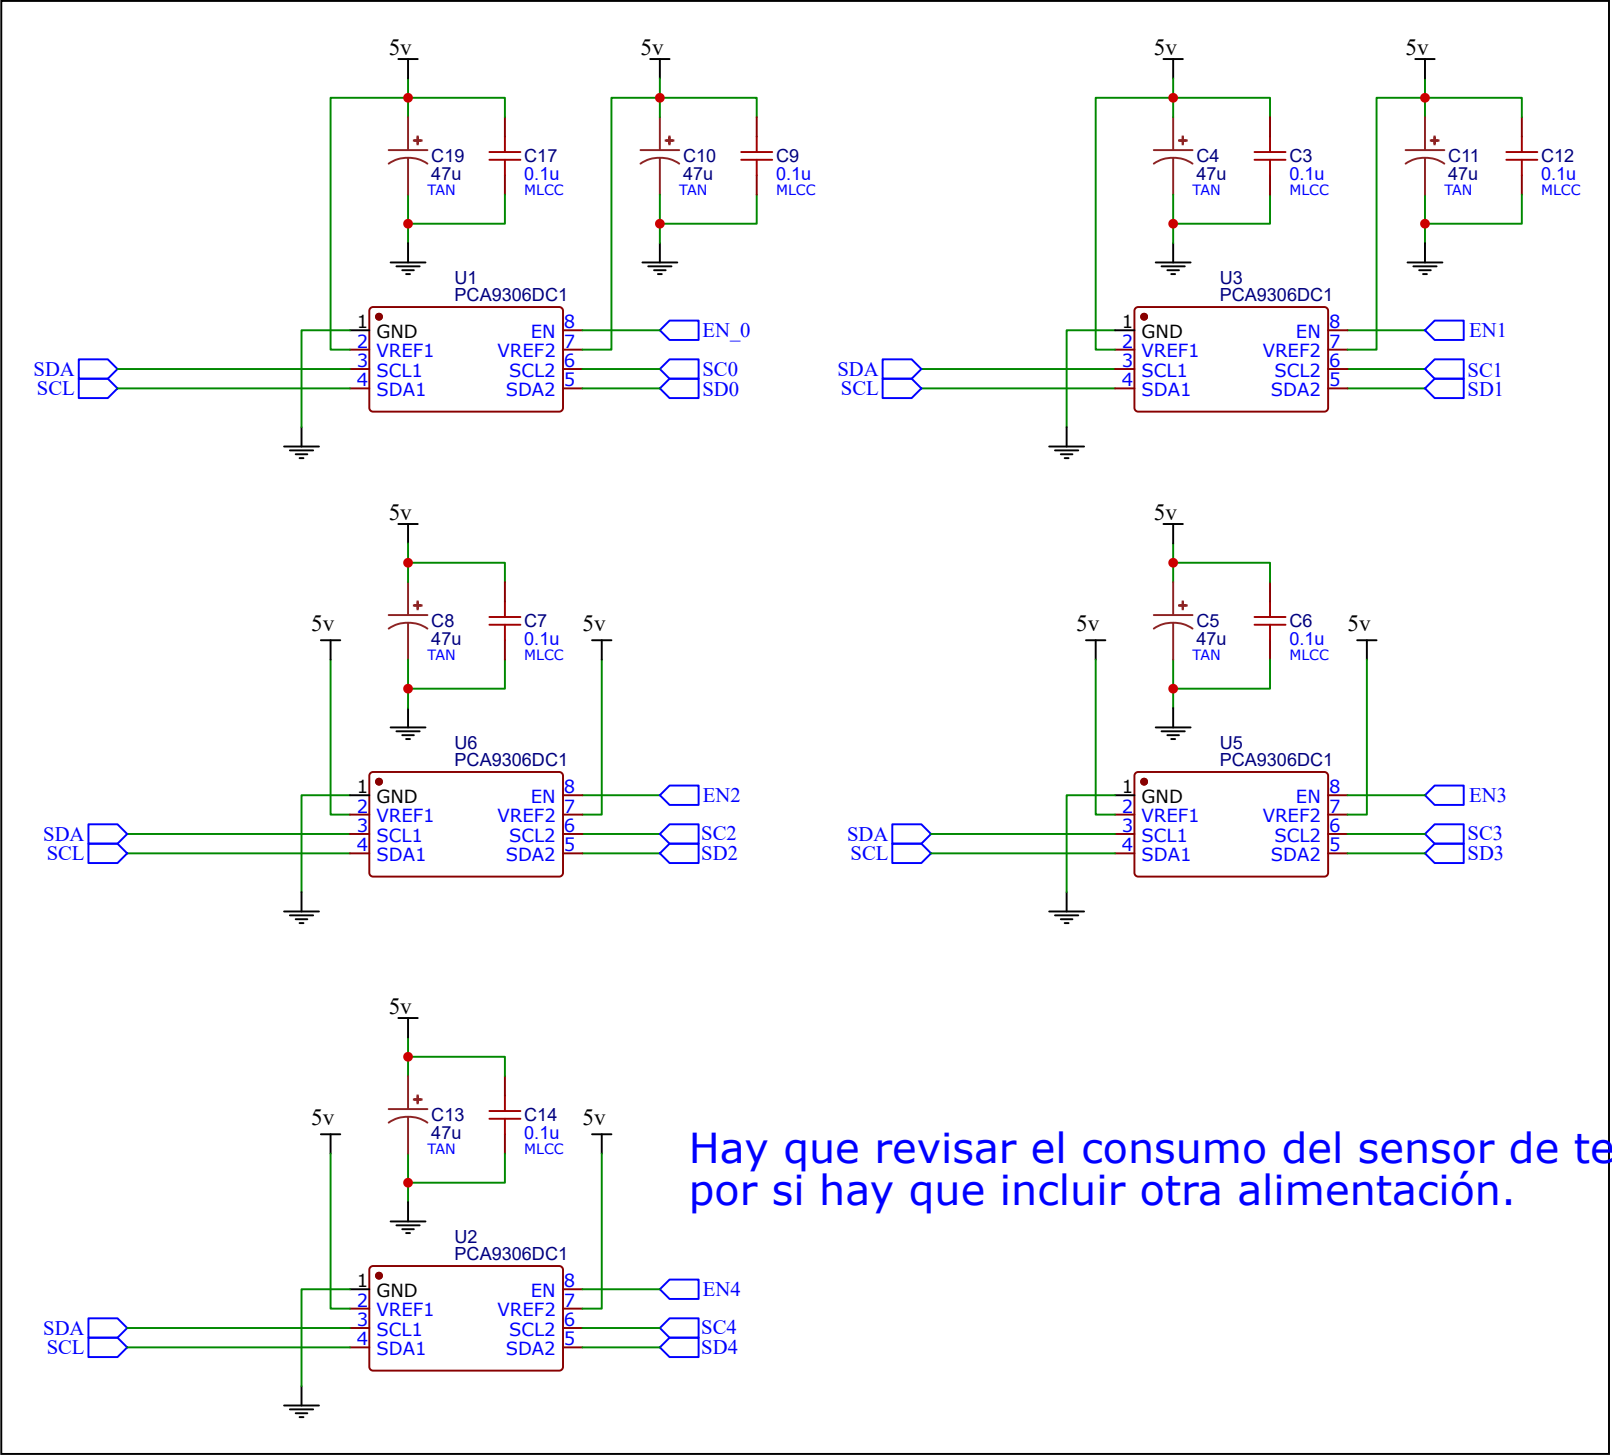 5v
5v
5v
5v
C19
47u
TAN
C17
0.1u
MLCC
C10
47u
TAN
C9
0.1u
MLCC
C4
47u
TAN
C3
0.1u
MLCC
C11
47u
TAN
C12
0.1u
MLCC
U1
PCA9306DC1
1 GND
2 VREF1
3 SCL1
4 SDA1
EN 8
VREF2 7
SCL2 6
SDA2 5
SDA
SCL
EN_0
SC0
SD0
U3
PCA9306DC1
1 GND
2 VREF1
3 SCL1
4 SDA1
EN 8
VREF2 7
SCL2 6
SDA2 5
SDA
SCL
EN1
SC1
SD1
5v
5v
5v
C8
47u
TAN
C7
0.1u
MLCC
U6
PCA9306DC1
1 GND
2 VREF1
3 SCL1
4 SDA1
EN 8
VREF2 7
SCL2 6
SDA2 5
SDA
SCL
EN2
SC2
SD2
5v
5v
5v
C5
47u
TAN
C6
0.1u
MLCC
U5
PCA9306DC1
1 GND
2 VREF1
3 SCL1
4 SDA1
EN 8
VREF2 7
SCL2 6
SDA2 5
SDA
SCL
EN3
SC3
SD3
5v
5v
5v
C13
47u
TAN
C14
0.1u
MLCC
U2
PCA9306DC1
1 GND
2 VREF1
3 SCL1
4 SDA1
EN 8
VREF2 7
SCL2 6
SDA2 5
SDA
SCL
EN4
SC4
SD4
Hay que revisar el consumo del sensor de te
por si hay que incluir otra alimentación.